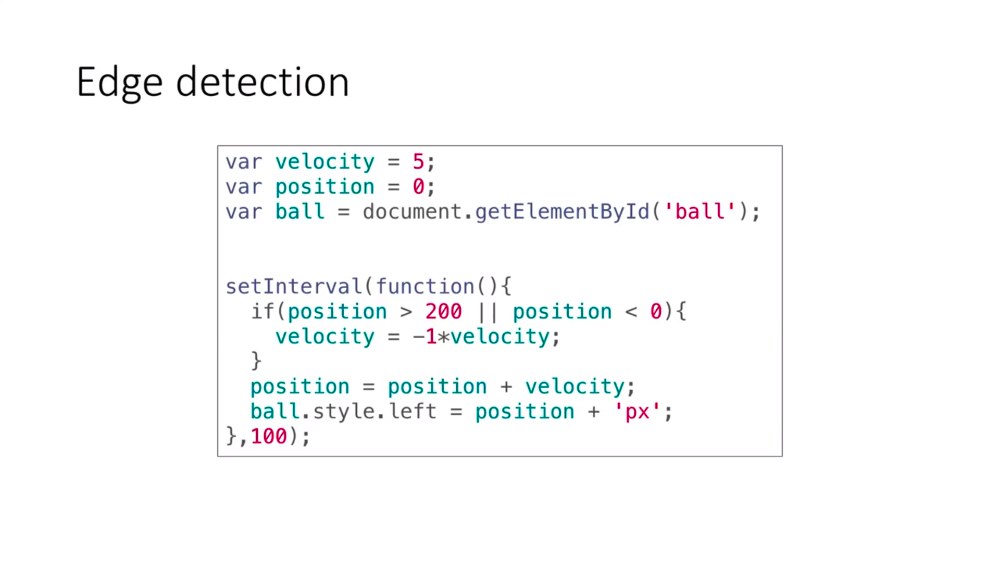 Edge detection
var velocity = 5;
var position = 0;
var ball = document.getElementById('ball');
setInterval(function(){
  if(position > 200 || position < 0){
    velocity = -1*velocity;
  }
  position = position + velocity;
  ball.style.left = position + 'px';
},100);